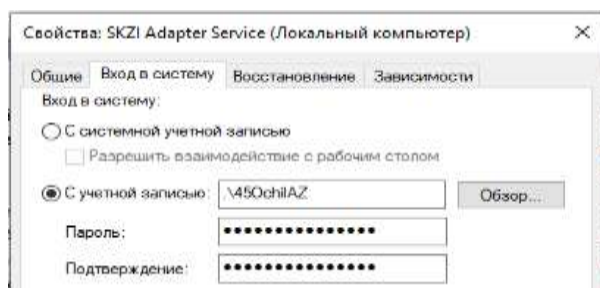 Свойства: SKZI Adapter Service (Локальный компьютер)
Общие Вход в систему Восстановление Зависимости
Вход в систему:
С системной учетной записью
Разрешить взаимодействие с рабочим столом
С учетной записью: .\45OchilAZ Обзор...
Пароль: ●●●●●●●●●●●●●●●
Подтверждение: ●●●●●●●●●●●●●●●